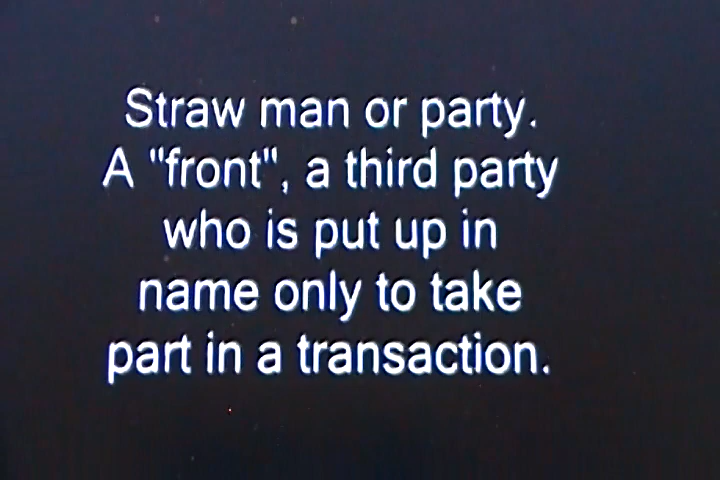 Straw man or party.
A "front", a third party
who is put up in
name only to take
part in a transaction.